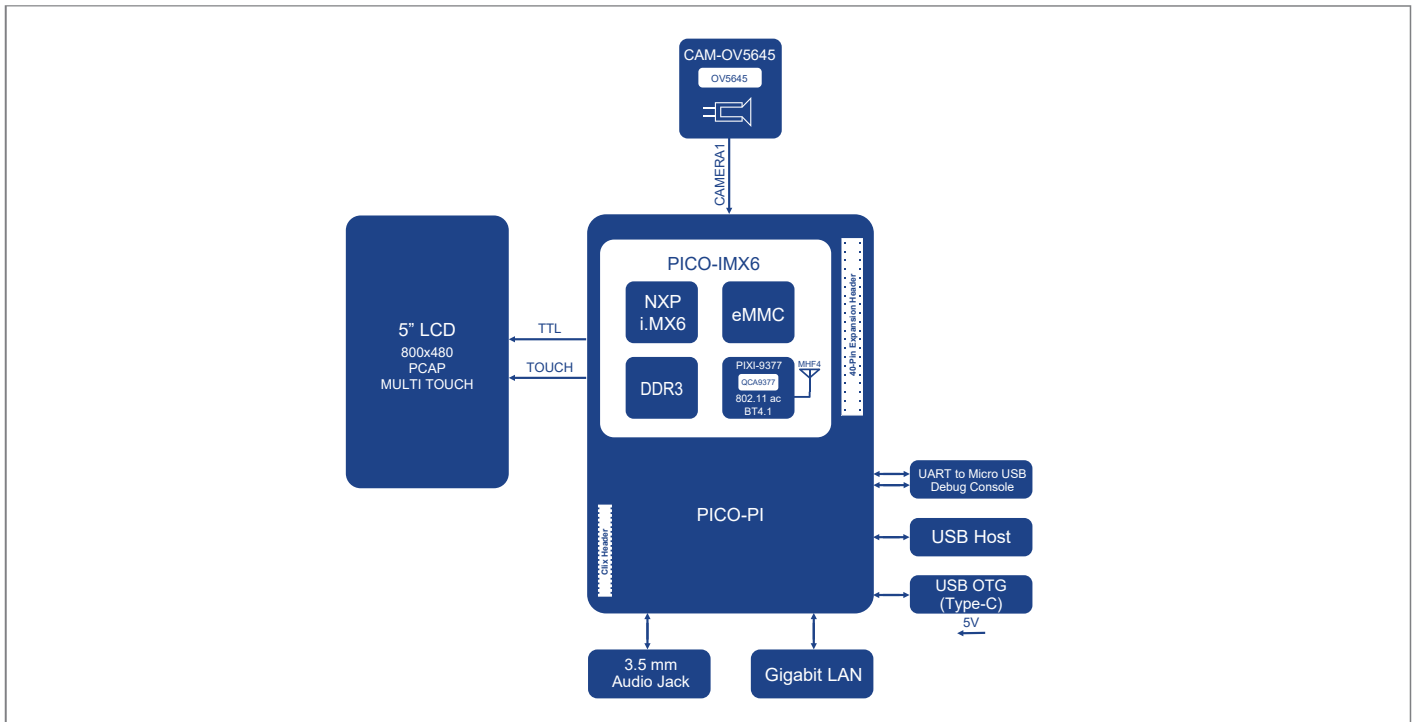 CAM-OV5645
OV5645
CAMERA1
PICO-IMX6
NXP
i.MX6
eMMC
DDR3
PIXI-9377
QCA9377
802.11 ac
BT4.1
MHF4
40-Pin Expansion Header
5” LCD
800x480
PCAP
MULTI TOUCH
TTL
TOUCH
PICO-PI
Clix Header
UART to Micro USB
Debug Console
USB Host
USB OTG
(Type-C)
5V
3.5 mm
Audio Jack
Gigabit LAN